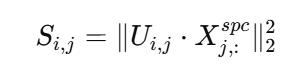 $S_{i,j} = \| U_{i,j} \cdot X^{spc}_{j,:} \|_2^2$